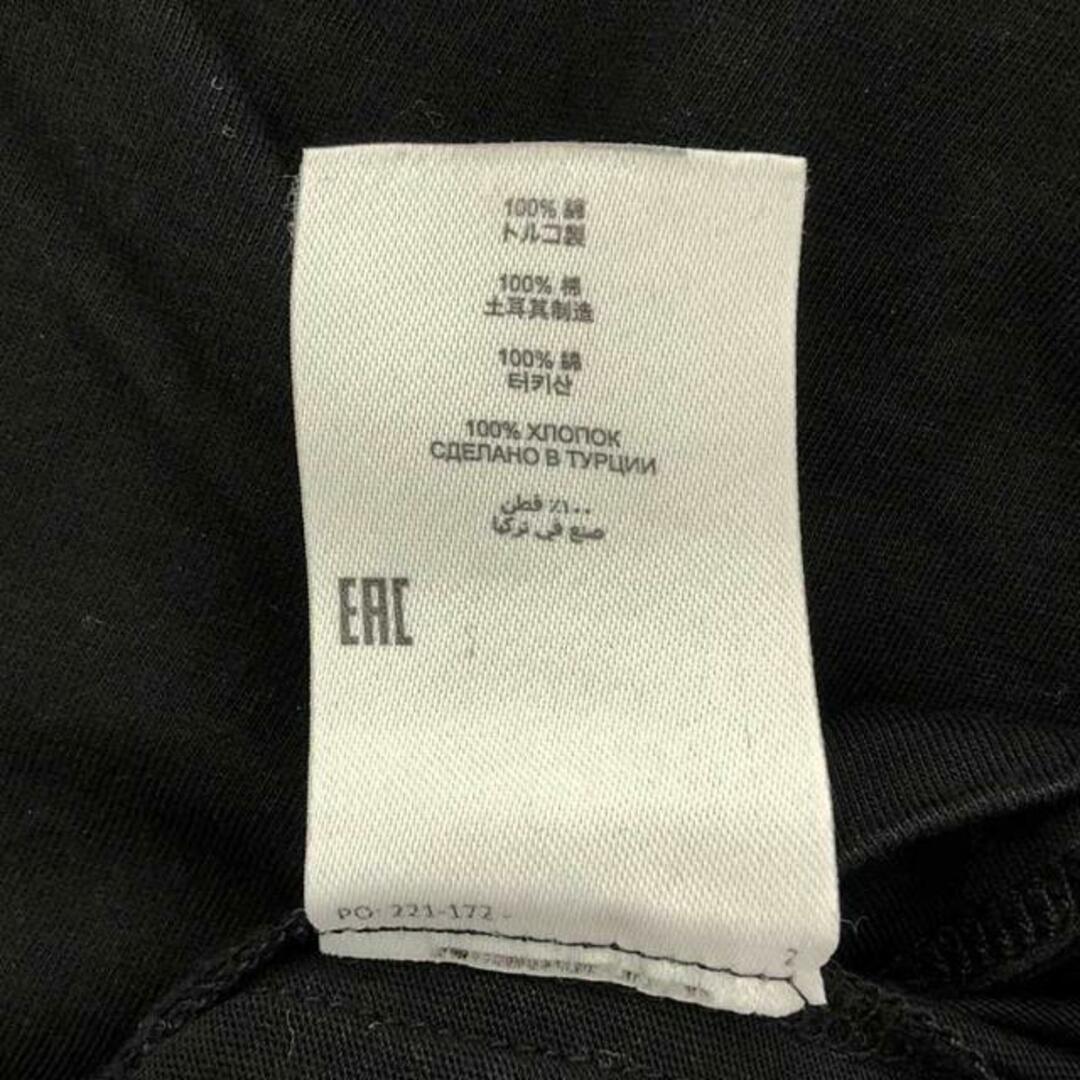 100% 綿
トルコ製
100% 棉
土耳其制造
100% 綿
터키산
100% ХЛОПОК
СДЕЛАНО В ТУРЦИИ
١٠٠٪ قطن
صنع في تركيا
EAC
PO: 221-172 -
2